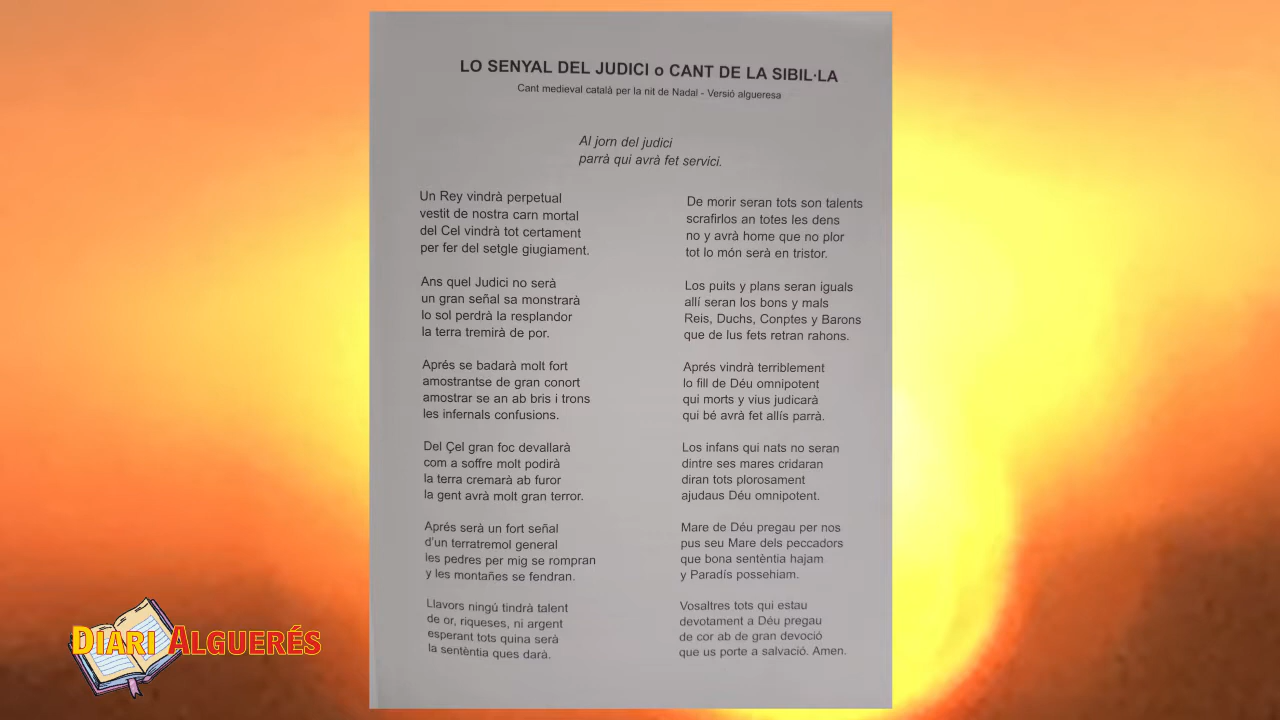 LO SENYAL DEL JUDICI o CANT DE LA SIBIL·LA
Cant medieval català per la nit de Nadal - Versió algueresa
Al jorn del judici
parrà qui avrà fet servici.
Un Rey vindrà perpetual
vestit de nostra carn mortal
del Cel vindrà tot certament
per fer del setgle giugiament.
Ans quel Judici no serà
un gran señal sa monstrarà
lo sol perdrà la resplandor
la terra tremirà de por.
Aprés se badarà molt fort
amostrantse de gran conort
amostrar se an ab bris i trons
les infernals confusions.
Del Çel gran foc devallarà
com a soffre molt podirà
la terra cremarà ab furor
la gent avrà molt gran terror.
Aprés serà un fort señal
d'un terratremol general
les pedres per mig se rompran
y les montañes se fendran.
Llavors ningú tindrà talent
de or, riqueses, ni argent
esperant tots quina serà
la sentèntia ques darà.
De morir seran tots son talents
scrafirlos an totes les dens
no y avrà home que no plor
tot lo món serà en tristor.
Los puits y plans seran iguals
allí seran los bons y mals
Reis, Duchs, Conptes y Barons
que de lus fets retran rahons.
Aprés vindrà terriblement
lo fill de Déu omnipotent
qui morts y vius judicarà
qui bé avrà fet allís parrà.
Los infans qui nats no seran
dintre ses mares cridaran
diran tots plorosament
ajudaus Déu omnipotent.
Mare de Déu pregau per nos
pus seu Mare dels peccadors
que bona sentèntia hajam
y Paradís possehiam.
Vosaltres tots qui estau
devotament a Déu pregau
de cor ab de gran devoció
que us porte a salvació. Amen.
DIARI ALGUERÉS